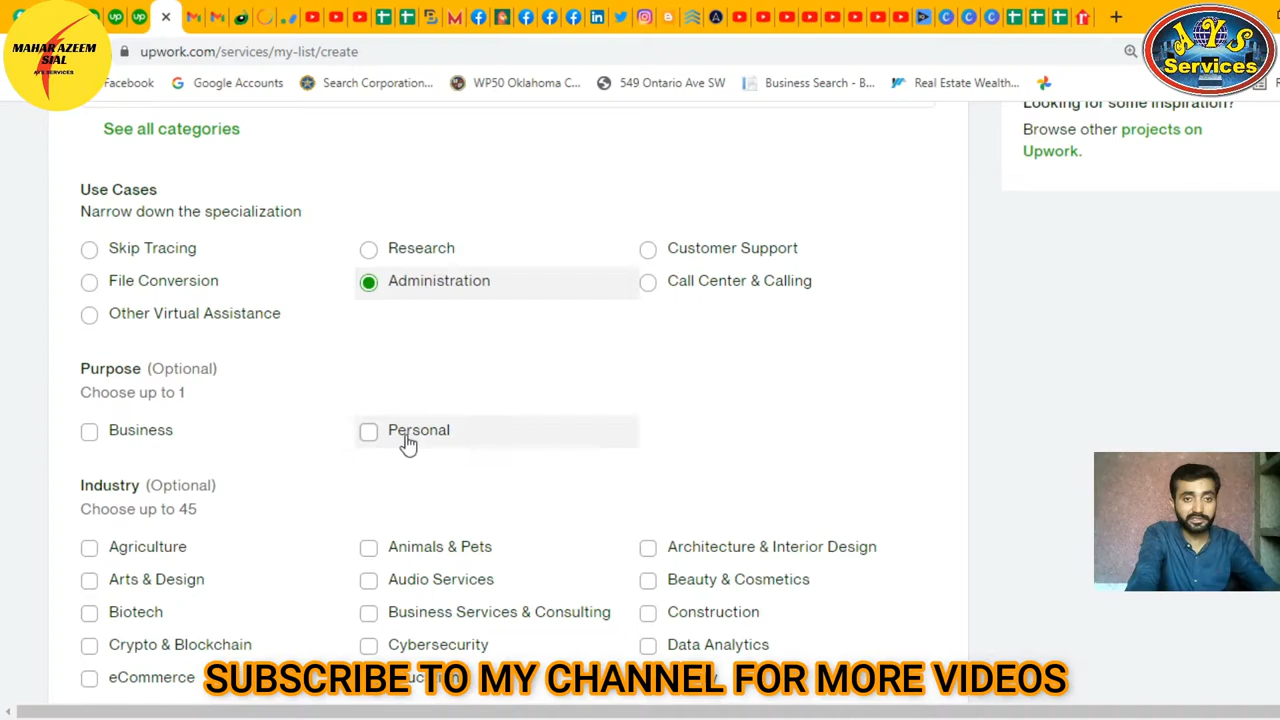 MAHAR AZEEM
SIAL
AYS SERVICES
AYS
Services
upwork.com/services/my-list/create
Facebook
Google Accounts
Search Corporation...
WP50 Oklahoma C...
549 Ontario Ave SW
Business Search - B...
Real Estate Wealth...
See all categories
Looking for some inspiration?
Browse other projects on
Upwork.
Use Cases
Narrow down the specialization
Skip Tracing
Research
Customer Support
File Conversion
Administration
Call Center & Calling
Other Virtual Assistance
Purpose (Optional)
Choose up to 1
Business
Personal
Industry (Optional)
Choose up to 45
Agriculture
Animals & Pets
Architecture & Interior Design
Arts & Design
Audio Services
Beauty & Cosmetics
Biotech
Business Services & Consulting
Construction
Crypto & Blockchain
Cybersecurity
Data Analytics
eCommerce
SUBSCRIBE TO MY CHANNEL FOR MORE VIDEOS